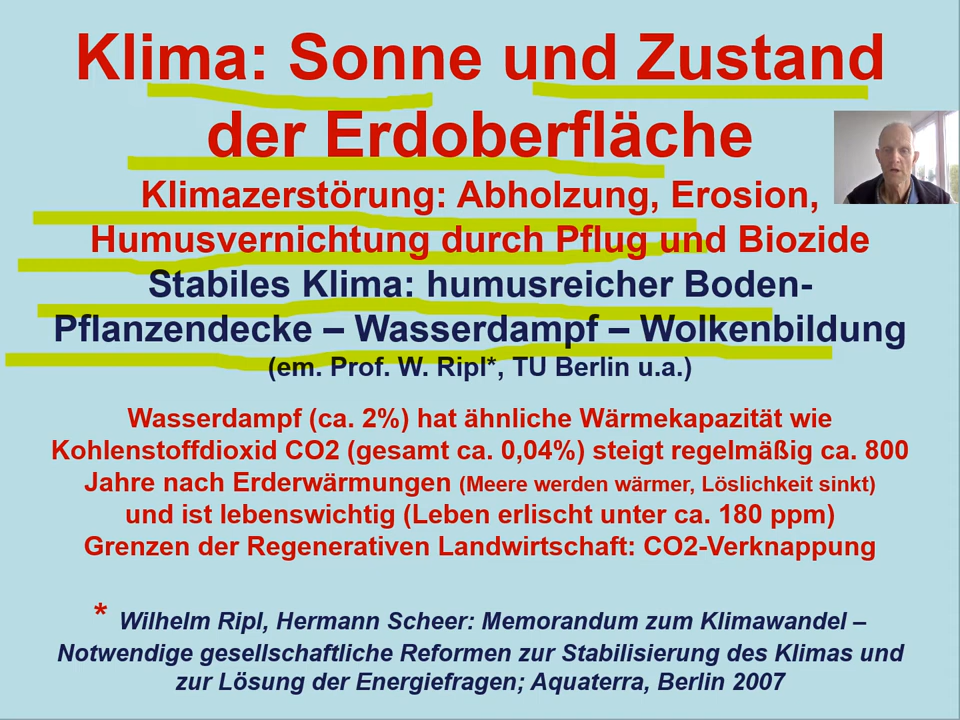 Klima: Sonne und Zustand
der Erdoberfläche
Klimazerstörung: Abholzung, Erosion,
Humusvernichtung durch Pflug und Biozide
Stabiles Klima: humusreicher Boden-
Pflanzendecke – Wasserdampf – Wolkenbildung
(em. Prof. W. Ripl*, TU Berlin u.a.)
Wasserdampf (ca. 2%) hat ähnliche Wärmekapazität wie
Kohlenstoffdioxid CO2 (gesamt ca. 0,04%) steigt regelmäßig ca. 800
Jahre nach Erderwärmungen (Meere werden wärmer, Löslichkeit sinkt)
und ist lebenswichtig (Leben erlischt unter ca. 180 ppm)
Grenzen der Regenerativen Landwirtschaft: CO2-Verknappung
* Wilhelm Ripl, Hermann Scheer: Memorandum zum Klimawandel –
Notwendige gesellschaftliche Reformen zur Stabilisierung des Klimas und
zur Lösung der Energiefragen; Aquaterra, Berlin 2007